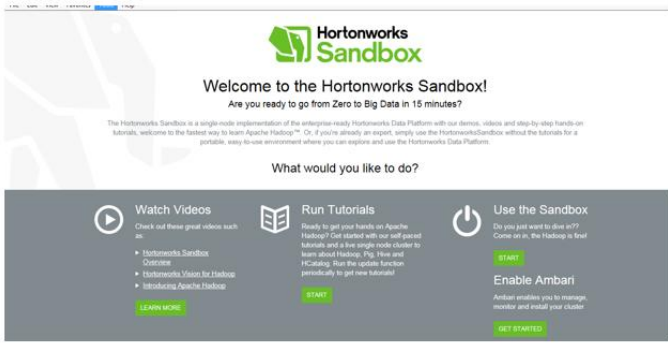 Hortonworks
Sandbox
Welcome to the Hortonworks Sandbox!
Are you ready to go from Zero to Big Data in 15 minutes?
The Hortonworks Sandbox is a single-node implementation of the enterprise-ready Hortonworks Data Platform with our demos, videos and step-by-step hands-on
tutorials, welcome to the fastest way to learn Apache Hadoop™. Or, if you're already an expert, simply use the HortonworksSandbox without the tutorials for a
portable, easy-to-use environment where you can explore and use the Hortonworks Data Platform.
What would you like to do?
Watch Videos
Check out these great videos such
as:
Hortonworks Sandbox
Overview
Hortonworks Vision for Hadoop
Introducing Apache Hadoop
LEARN MORE
Run Tutorials
Ready to get your hands on Apache
Hadoop? Get started with our self-paced
tutorials and a live single node cluster to
learn about Hadoop, Pig, Hive and
HCatalog. Run the update function
periodically to get new tutorials!
START
Use the Sandbox
Do you just want to dive in??
Come on in, the Hadoop is fine!
START
Enable Ambari
Ambari enables you to manage,
monitor and install your cluster
GET STARTED